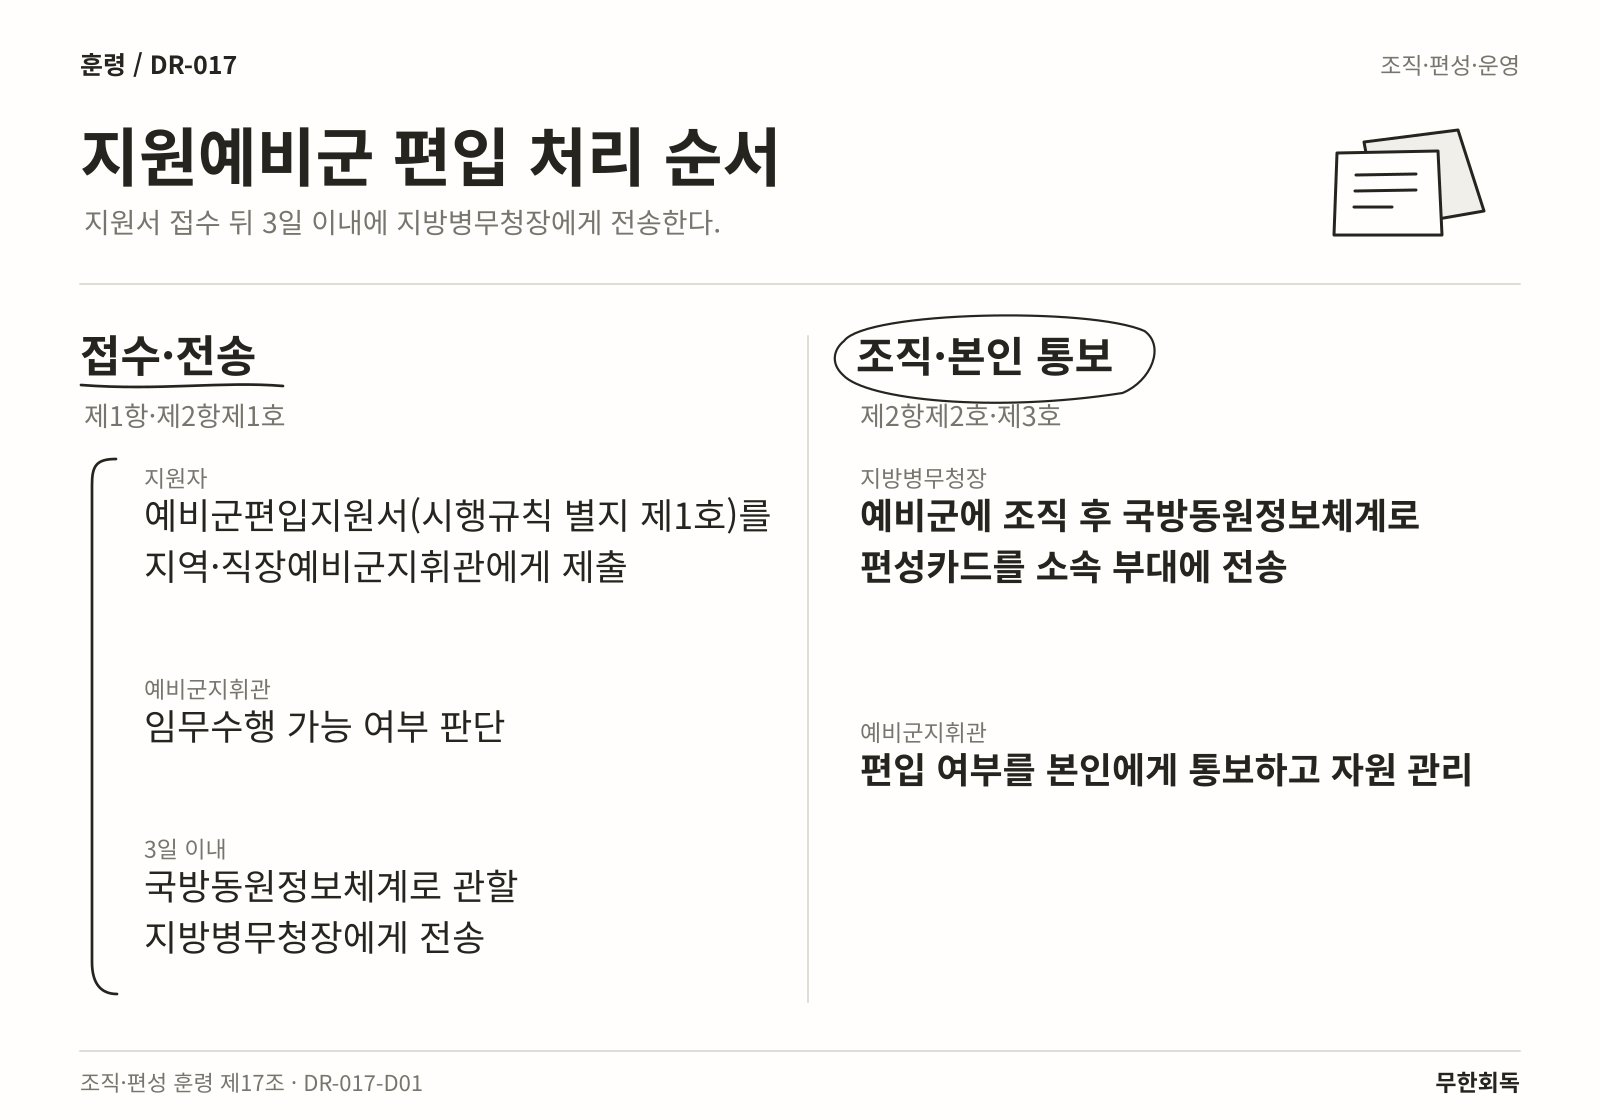 훈령 / DR-017
조직·편성·운영
지원예비군 편입 처리 순서
지원서 접수 뒤 3일 이내에 지방병무청장에게 전송한다.
접수·전송
제1항·제2항제1호
지원자
예비군편입지원서(시행규칙 별지 제1호)를
지역·직장예비군지휘관에게 제출
예비군지휘관
임무수행 가능 여부 판단
3일 이내
국방동원정보체계로 관할
지방병무청장에게 전송
조직·본인 통보
제2항제2호·제3호
지방병무청장
예비군에 조직 후 국방동원정보체계로
편성카드를 소속 부대에 전송
예비군지휘관
편입 여부를 본인에게 통보하고 자원 관리
조직·편성 훈령 제17조 · DR-017-D01
무한회독